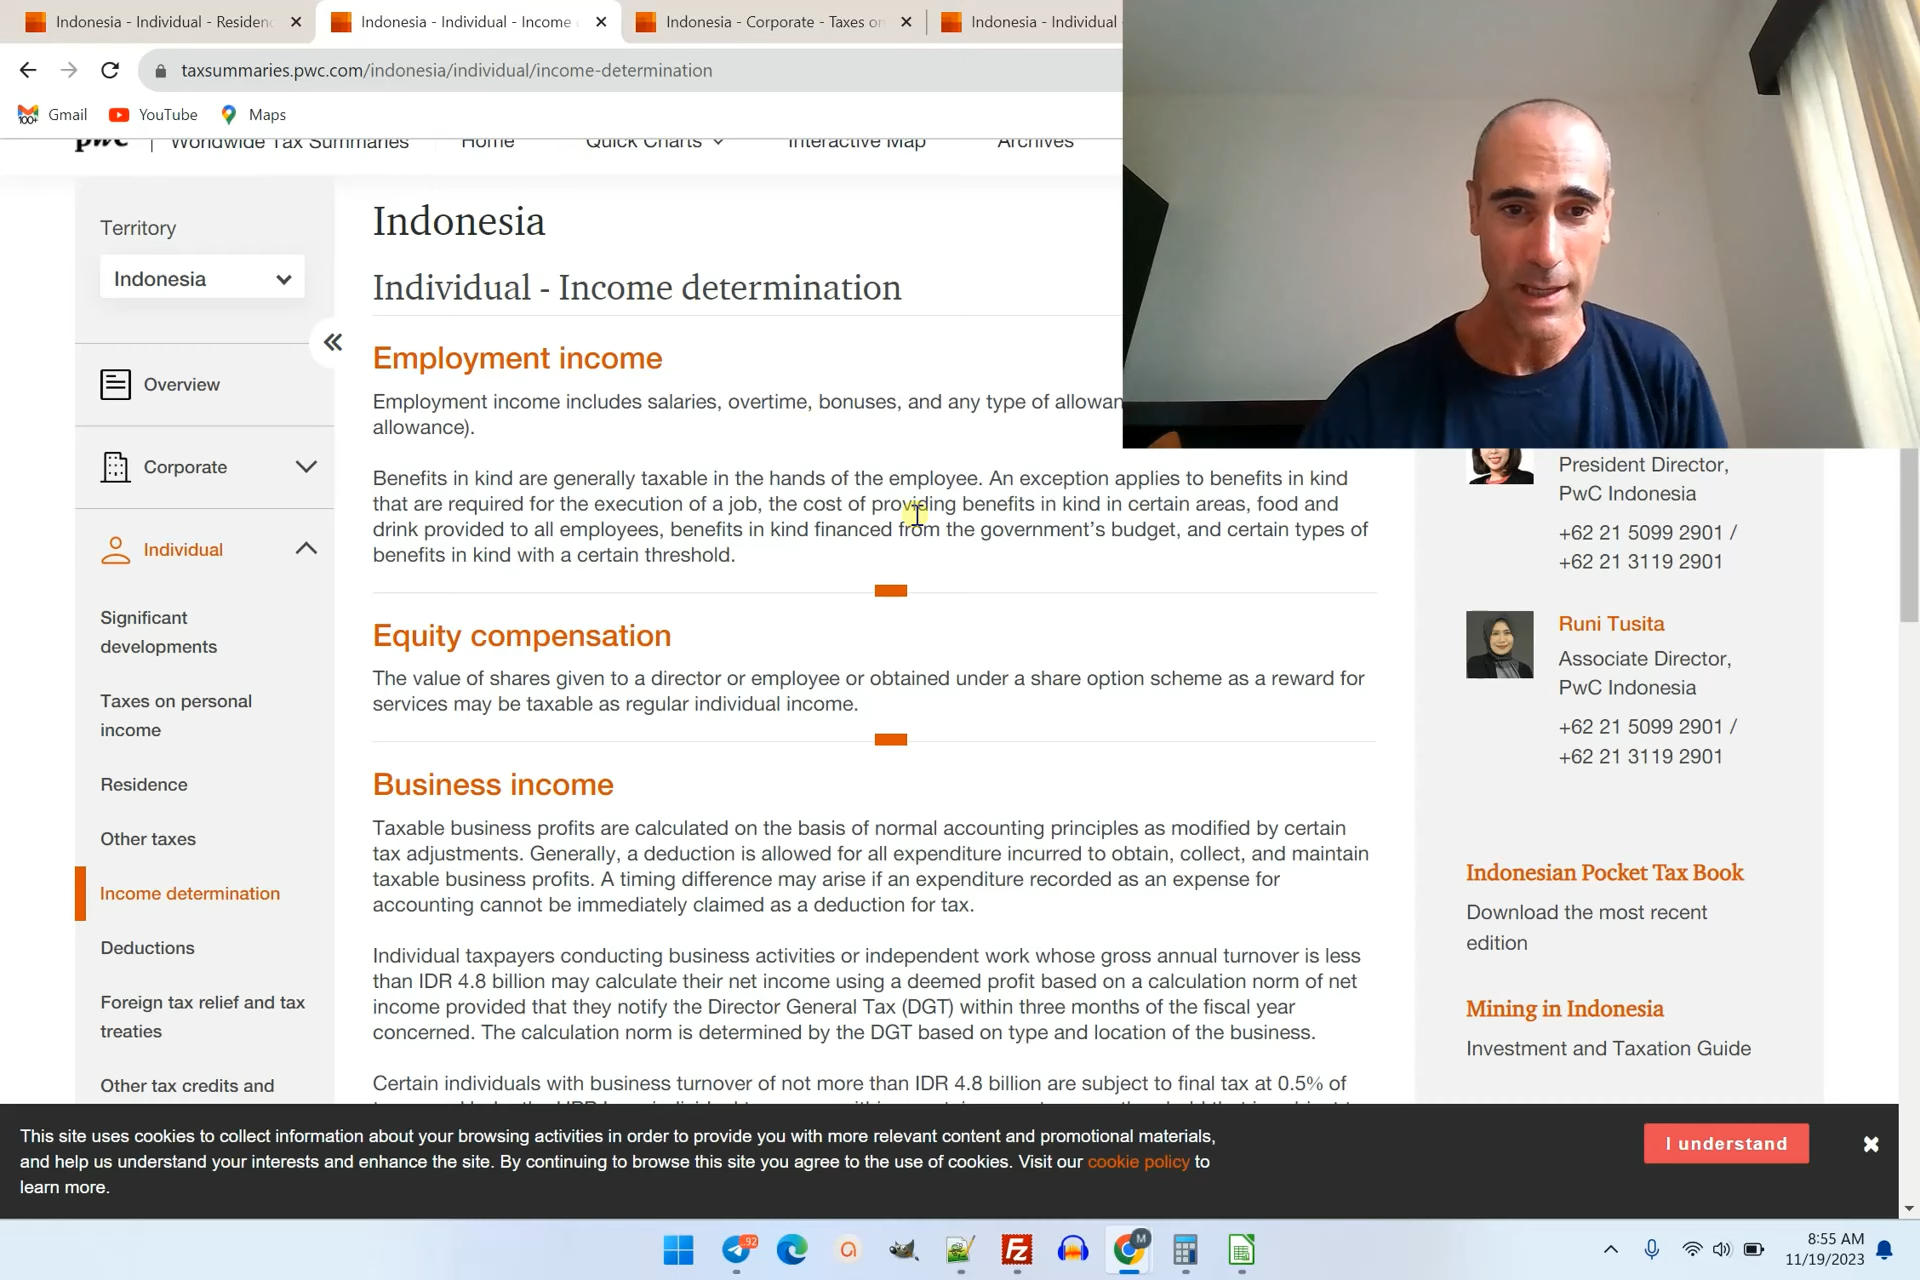 Indonesia - Individual - Residenc
Indonesia - Individual - Income
Indonesia - Corporate - Taxes on
Indonesia - Individual
taxsummaries.pwc.com/indonesia/individual/income-determination
Gmail
YouTube
Maps
pwc
Worldwide Tax Summaries
Home
Quick Charts
Interactive Map
Archives
Territory
Indonesia
Overview
Corporate
Individual
Significant
developments
Taxes on personal
income
Residence
Other taxes
Income determination
Deductions
Foreign tax relief and tax
treaties
Other tax credits and
Indonesia
Individual - Income determination
Employment income
Employment income includes salaries, overtime, bonuses, and any type of allowan
allowance).
Benefits in kind are generally taxable in the hands of the employee. An exception applies to benefits in kind
that are required for the execution of a job, the cost of providing benefits in kind in certain areas, food and
drink provided to all employees, benefits in kind financed from the government's budget, and certain types of
benefits in kind with a certain threshold.
Equity compensation
The value of shares given to a director or employee or obtained under a share option scheme as a reward for
services may be taxable as regular individual income.
Business income
Taxable business profits are calculated on the basis of normal accounting principles as modified by certain
tax adjustments. Generally, a deduction is allowed for all expenditure incurred to obtain, collect, and maintain
taxable business profits. A timing difference may arise if an expenditure recorded as an expense for
accounting cannot be immediately claimed as a deduction for tax.
Individual taxpayers conducting business activities or independent work whose gross annual turnover is less
than IDR 4.8 billion may calculate their net income using a deemed profit based on a calculation norm of net
income provided that they notify the Director General Tax (DGT) within three months of the fiscal year
concerned. The calculation norm is determined by the DGT based on type and location of the business.
Certain individuals with business turnover of not more than IDR 4.8 billion are subject to final tax at 0.5% of
President Director,
PwC Indonesia
+62 21 5099 2901 /
+62 21 3119 2901
Runi Tusita
Associate Director,
PwC Indonesia
+62 21 5099 2901 /
+62 21 3119 2901
Indonesian Pocket Tax Book
Download the most recent
edition
Mining in Indonesia
Investment and Taxation Guide
This site uses cookies to collect information about your browsing activities in order to provide you with more relevant content and promotional materials,
and help us understand your interests and enhance the site. By continuing to browse this site you agree to the use of cookies. Visit our cookie policy to
learn more.
I understand
92
M
8:55 AM
11/19/2023